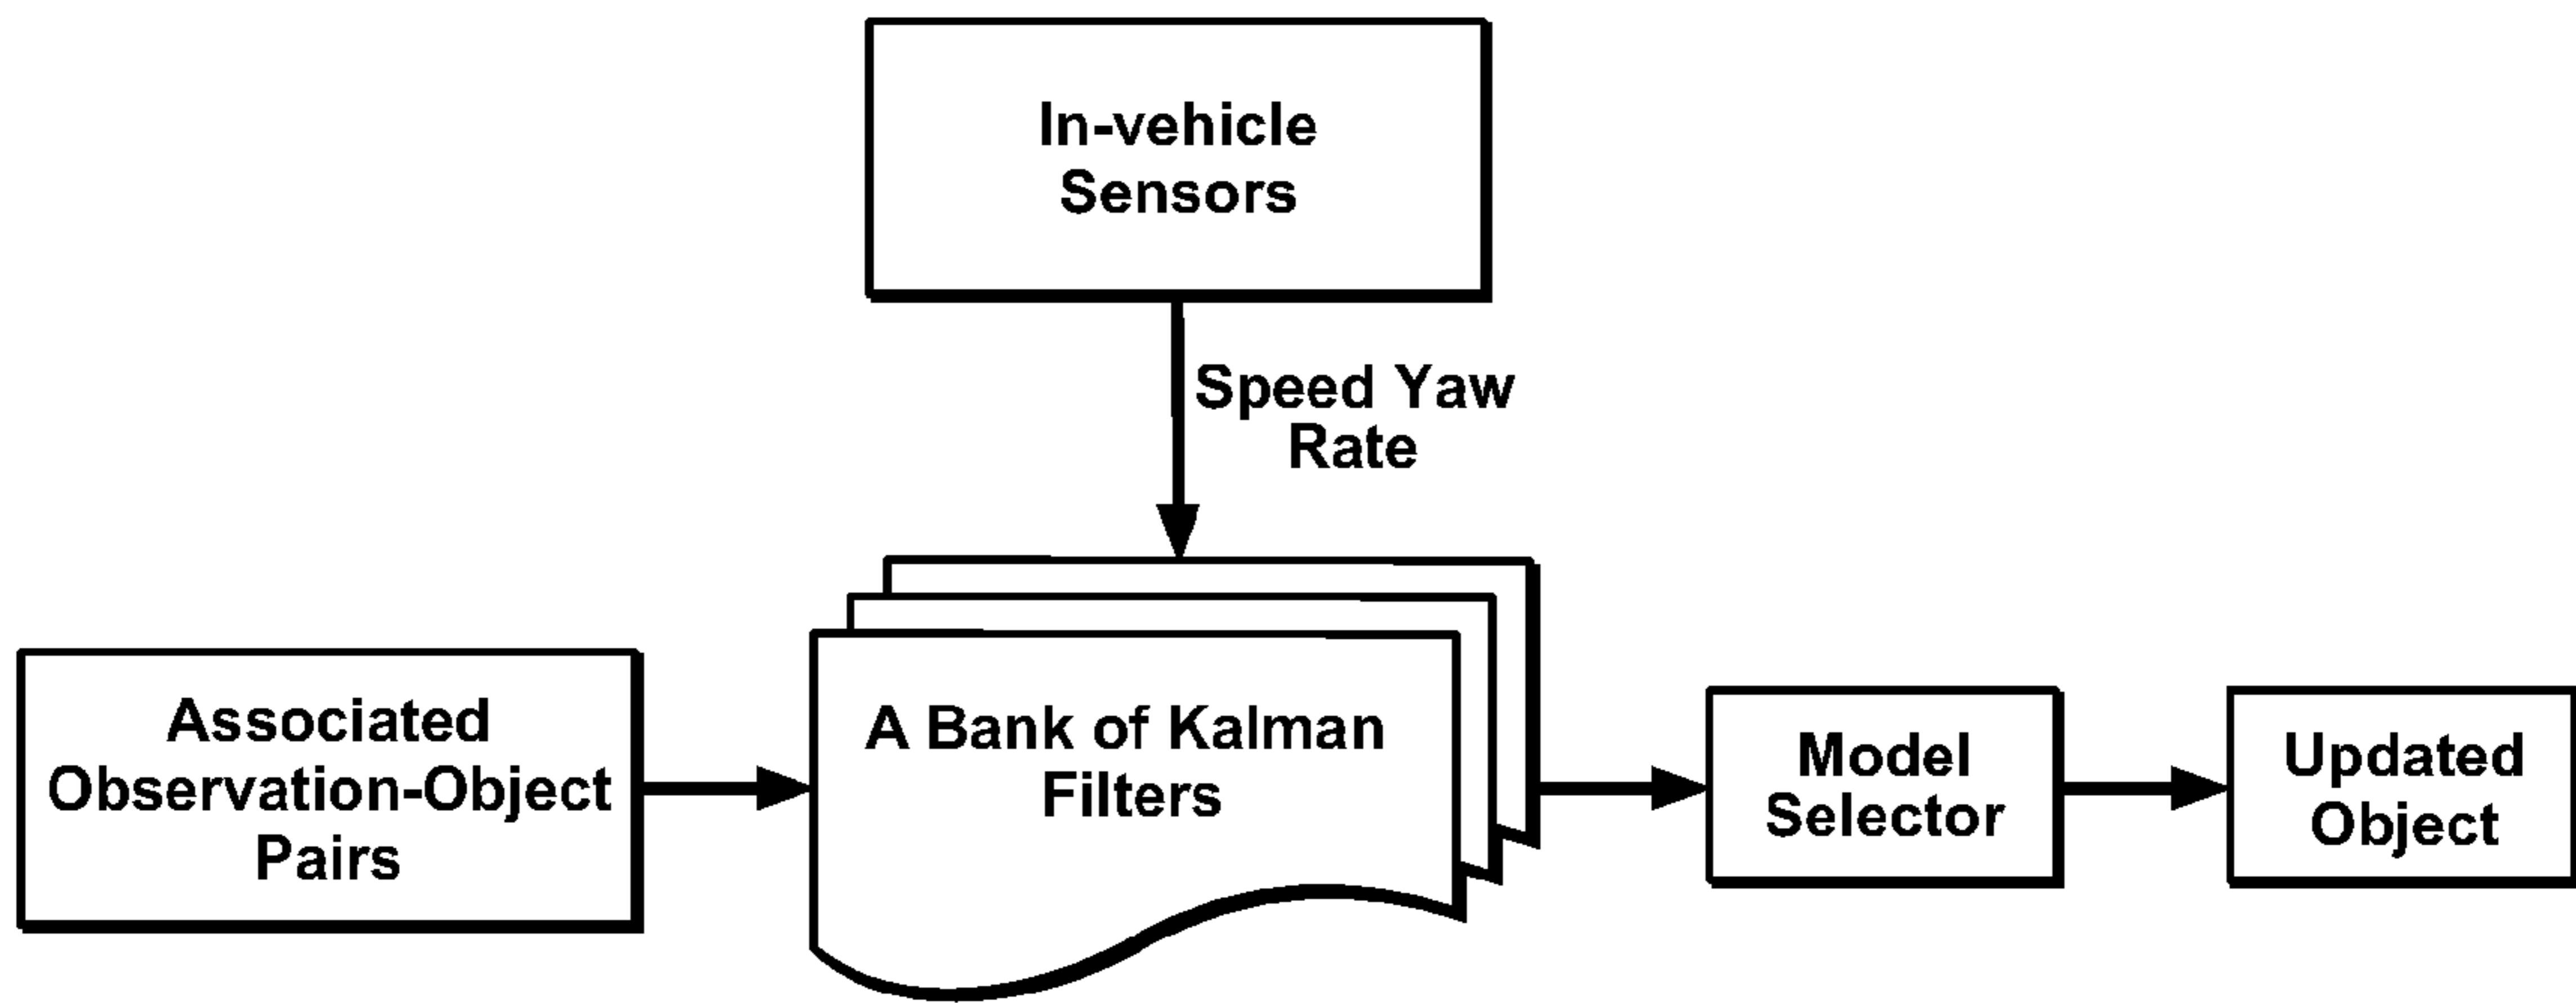 In-vehicle
Sensors
Speed Yaw
Rate
Associated
Observation-Object
Pairs
A Bank of Kalman
Filters
Model
Selector
Updated
Object